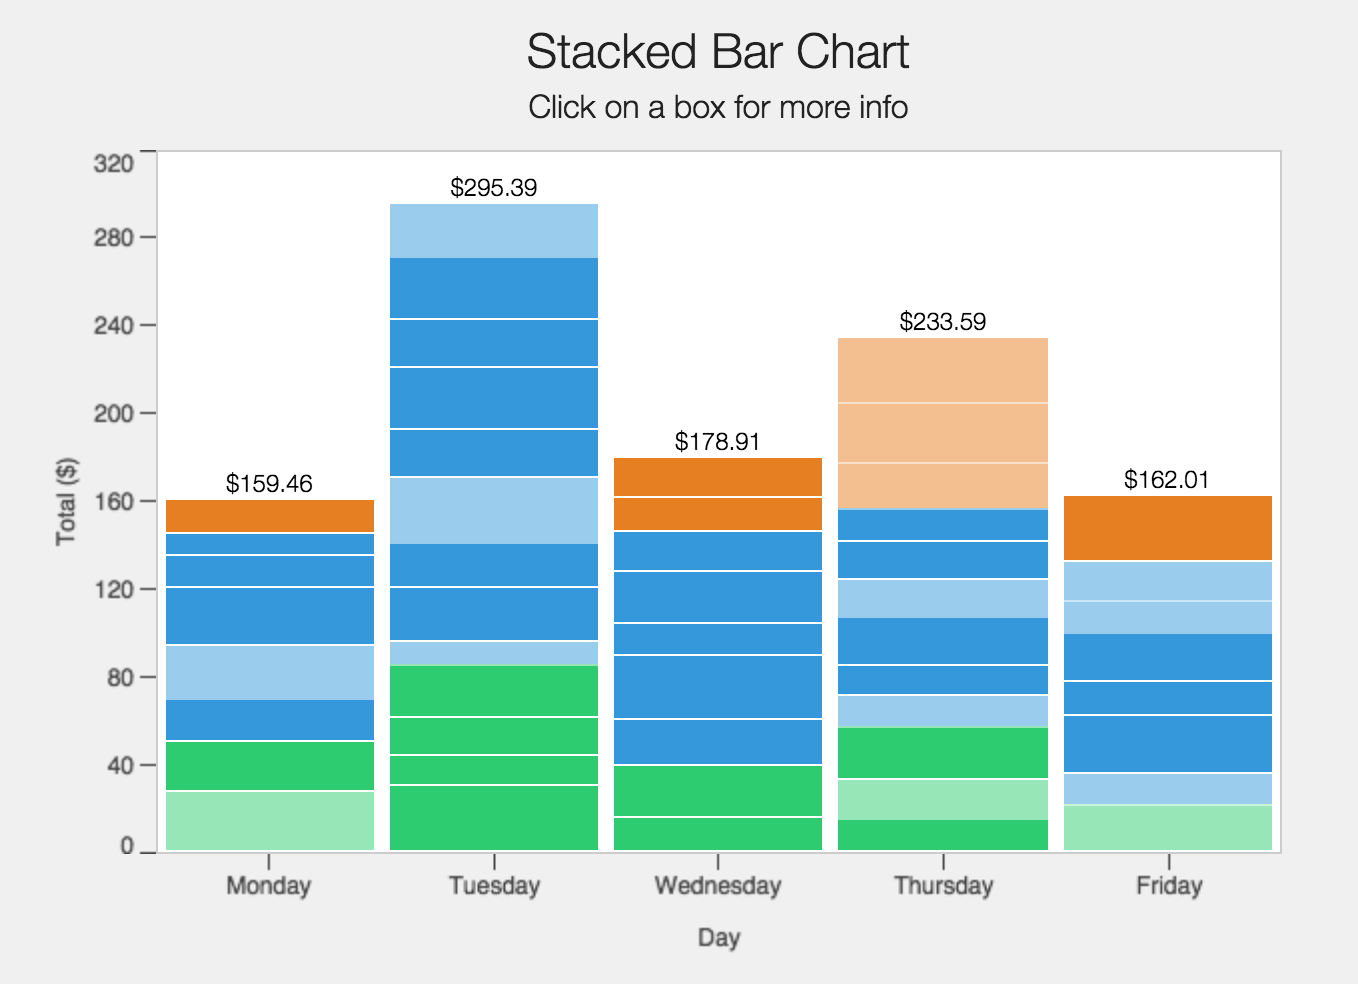 Stacked Bar Chart
Click on a box for more info
320
280
240
200
160
120
80
40
0
Total ($)
$159.46
$295.39
$178.91
$233.59
$162.01
Monday Tuesday Wednesday Thursday Friday
Day